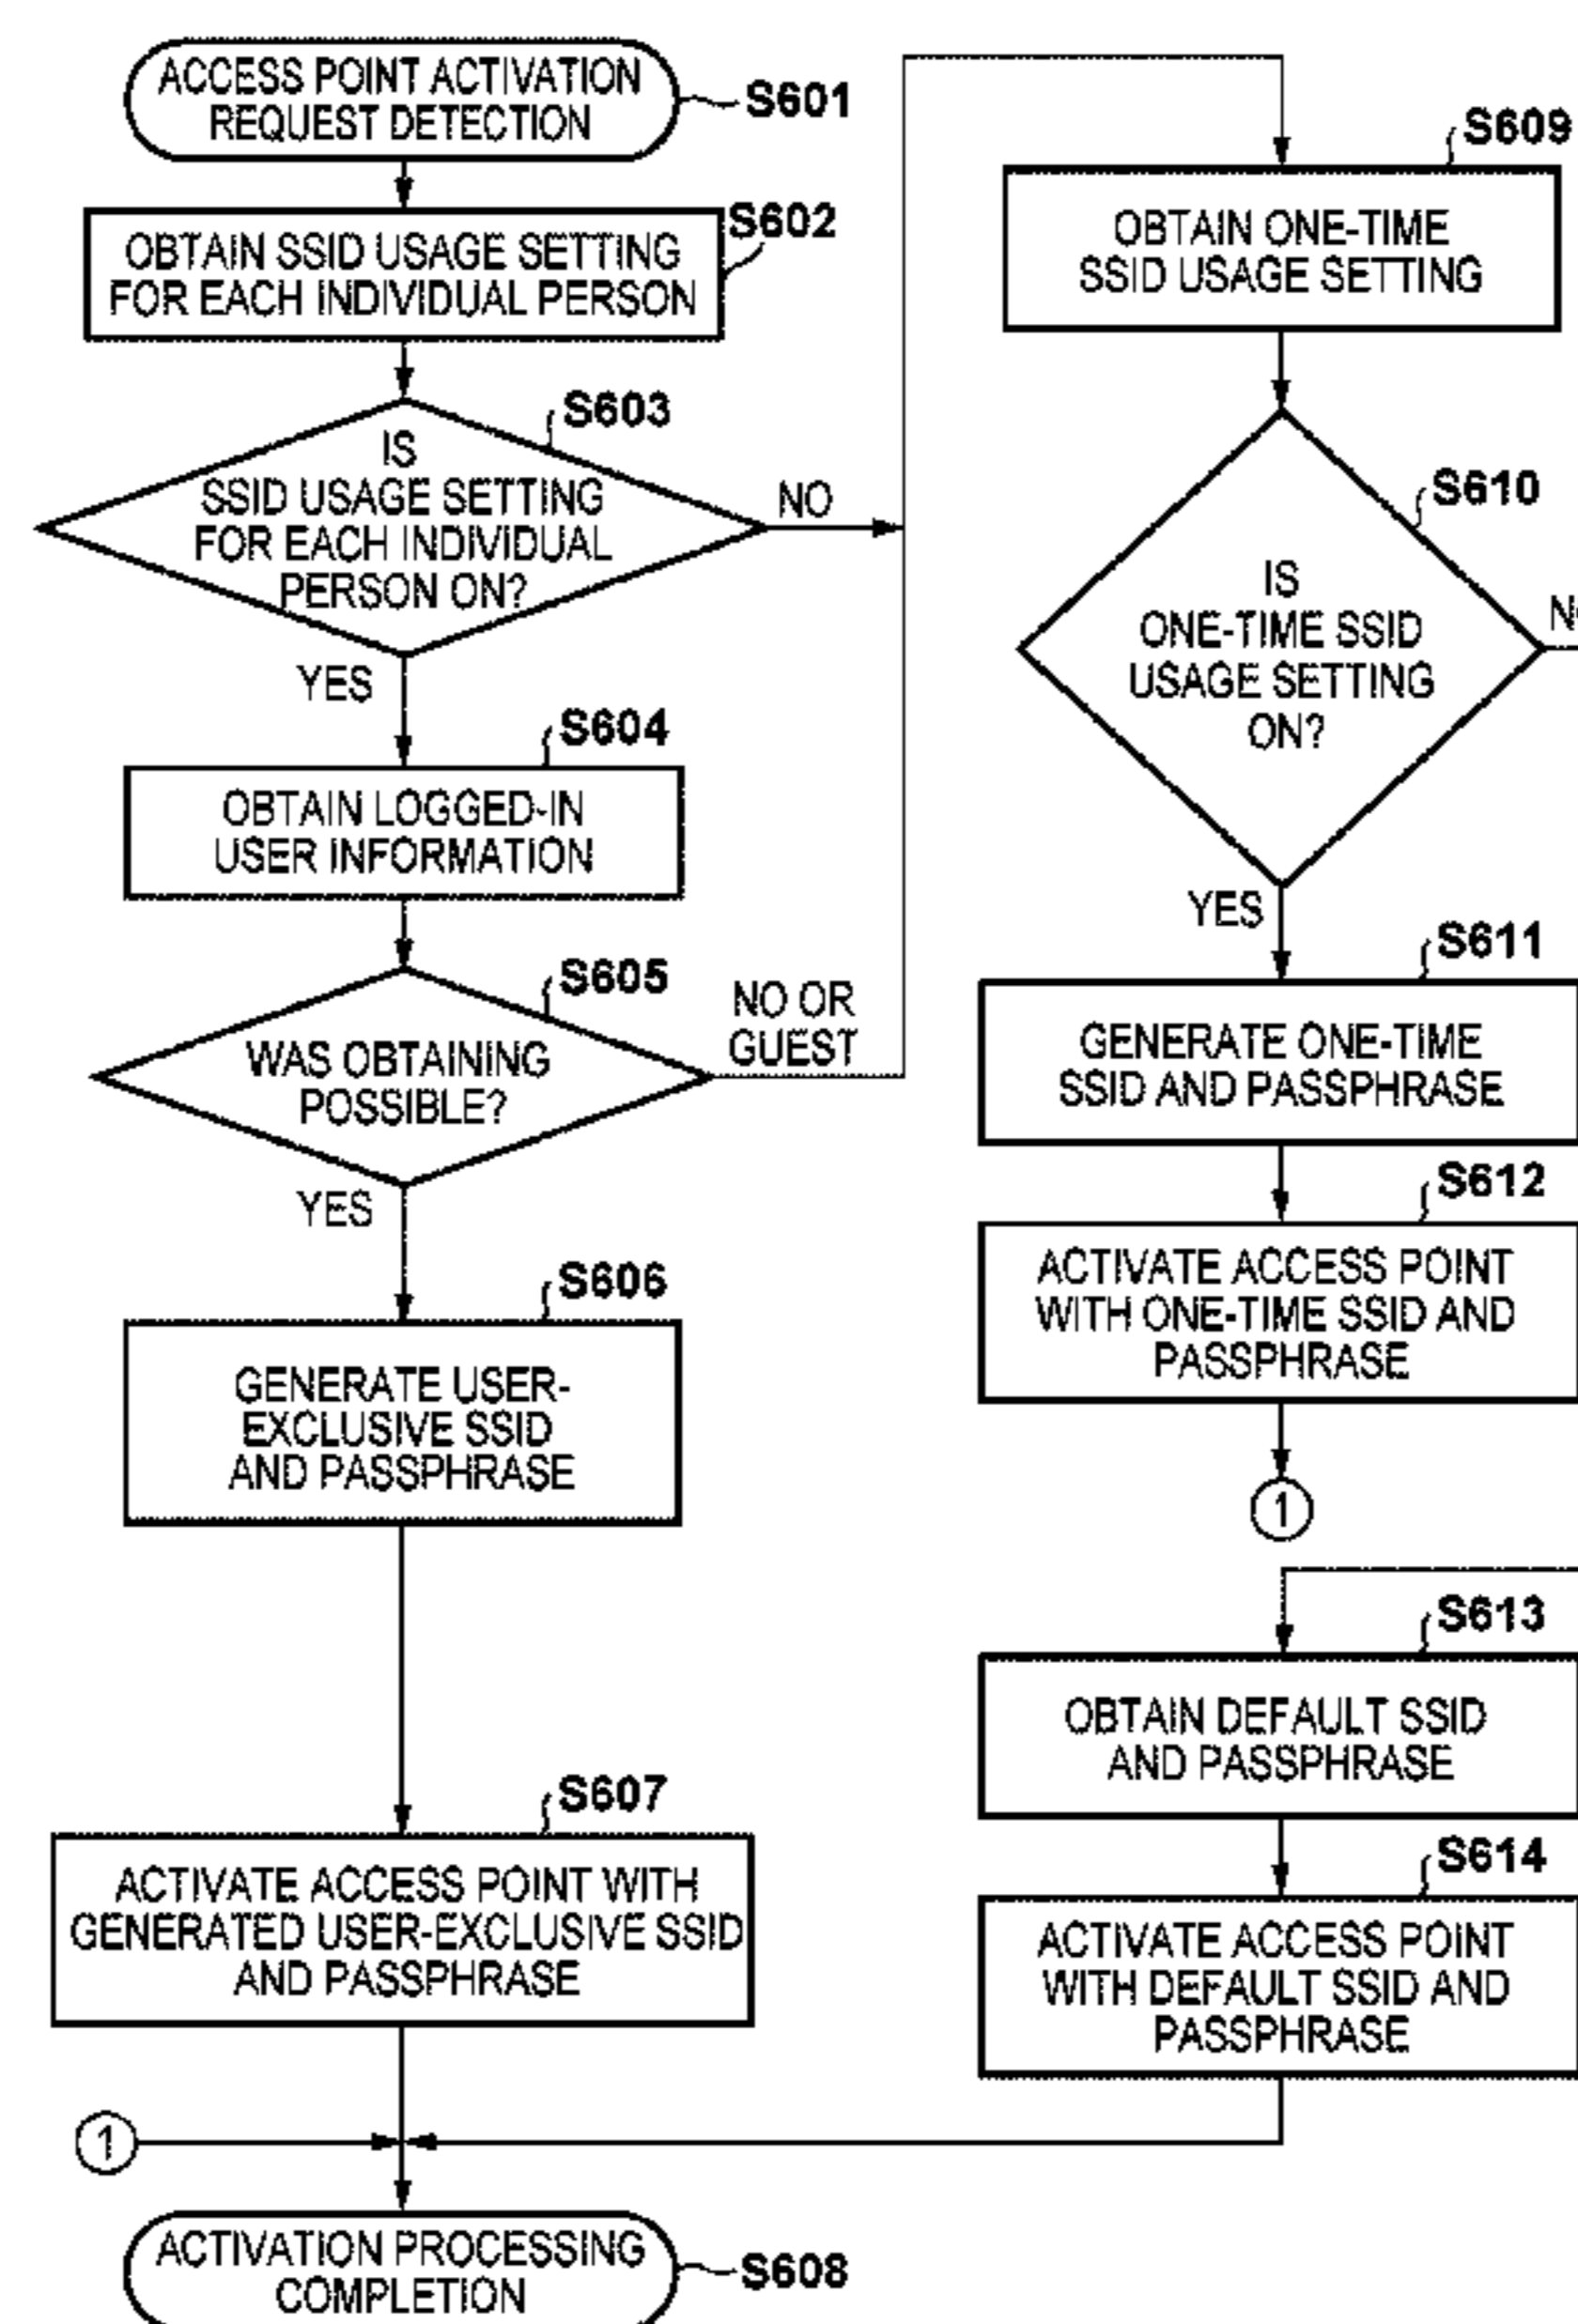 ACCESS POINT ACTIVATION
REQUEST DETECTION
S601
OBTAIN SSID USAGE SETTING
FOR EACH INDIVIDUAL PERSON
S602
IS
SSID USAGE SETTING
FOR EACH INDIVIDUAL
PERSON ON?
S603
NO
YES
OBTAIN LOGGED-IN
USER INFORMATION
S604
WAS OBTAINING
POSSIBLE?
S605
NO OR
GUEST
YES
GENERATE USER-
EXCLUSIVE SSID
AND PASSPHRASE
S606
ACTIVATE ACCESS POINT WITH
GENERATED USER-EXCLUSIVE SSID
AND PASSPHRASE
S607
1
ACTIVATION PROCESSING
COMPLETION
S608
S609
OBTAIN ONE-TIME
SSID USAGE SETTING
S610
IS
ONE-TIME SSID
USAGE SETTING
ON?
YES
S611
GENERATE ONE-TIME
SSID AND PASSPHRASE
S612
ACTIVATE ACCESS POINT
WITH ONE-TIME SSID AND
PASSPHRASE
1
S613
OBTAIN DEFAULT SSID
AND PASSPHRASE
S614
ACTIVATE ACCESS POINT
WITH DEFAULT SSID AND
PASSPHRASE